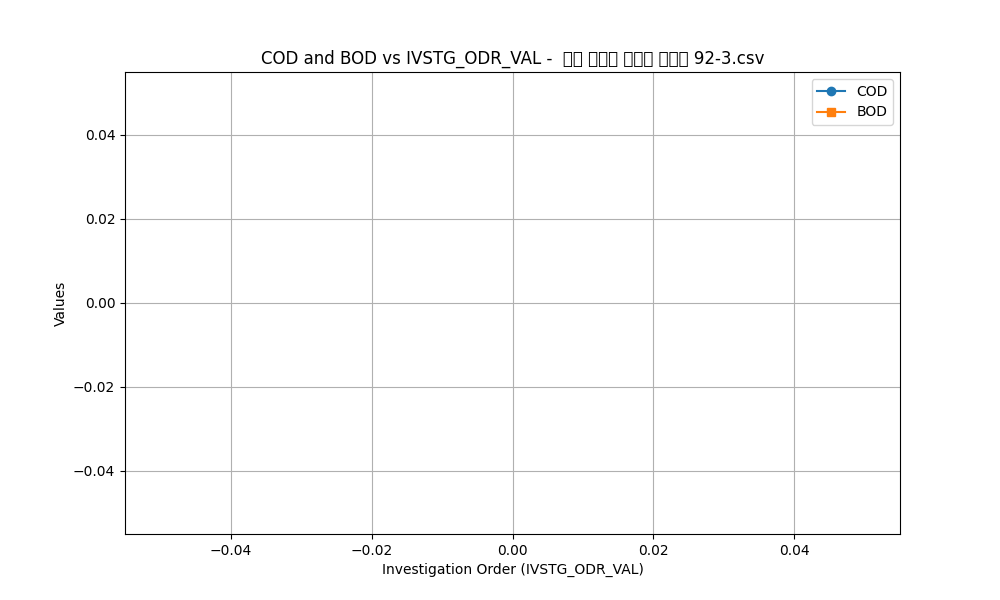 COD and BOD vs IVSTG_ODR_VAL - 92-3.csv
COD
BOD
0.04
0.02
0.00
−0.02
−0.04
Values
−0.04
−0.02
0.00
0.02
0.04
Investigation Order (IVSTG_ODR_VAL)